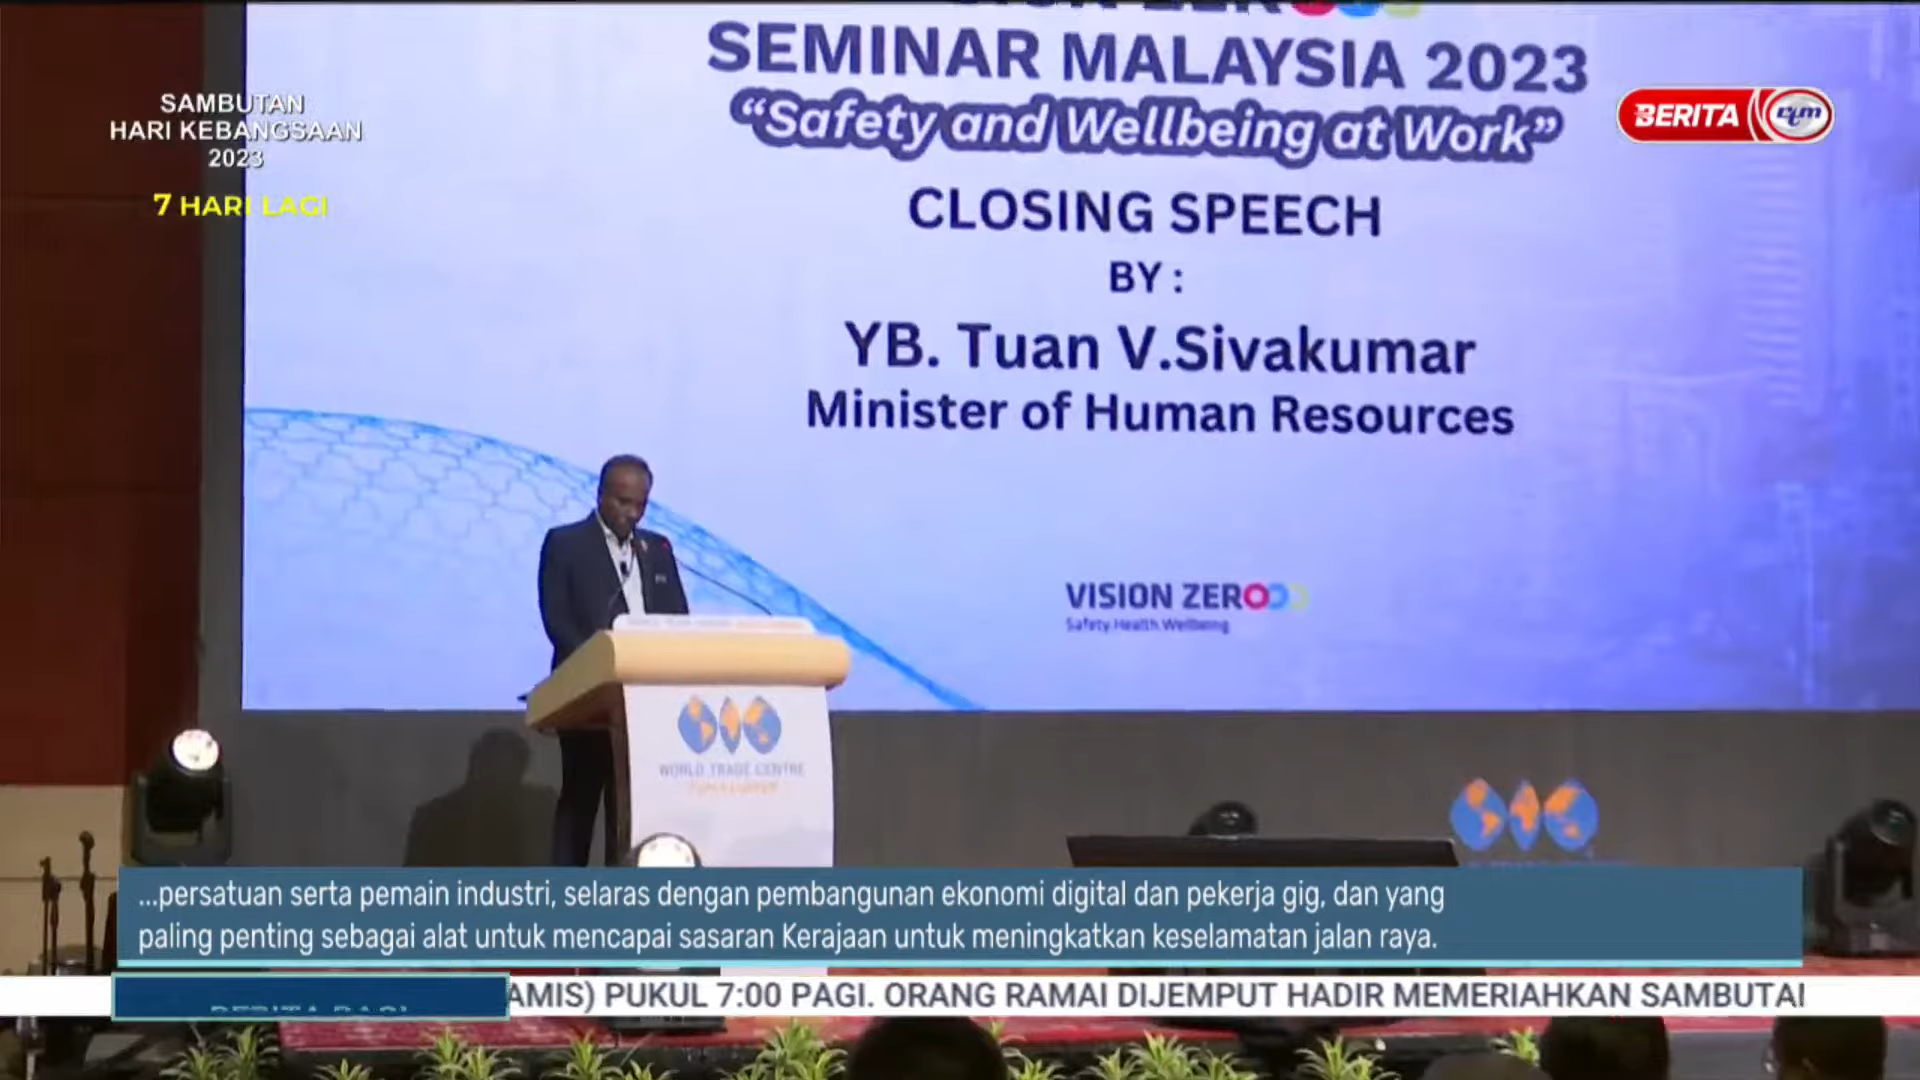 SEMINAR MALAYSIA 2023
“Safety and Wellbeing at Work”
CLOSING SPEECH
BY :
YB. Tuan V.Sivakumar
Minister of Human Resources
SAMBUTAN
HARI KEBANGSAAN
2023
7 HARI LAGI
BERITA rtm
VISION ZERO
Safety.Health.Wellbeing
WORLD TRADE CENTRE
...persatuan serta pemain industri, selaras dengan pembangunan ekonomi digital dan pekerja gig, dan yang
paling penting sebagai alat untuk mencapai sasaran Kerajaan untuk meningkatkan keselamatan jalan raya.
AMIS) PUKUL 7:00 PAGI. ORANG RAMAI DIJEMPUT HADIR MEMERIAHKAN SAMBUTA